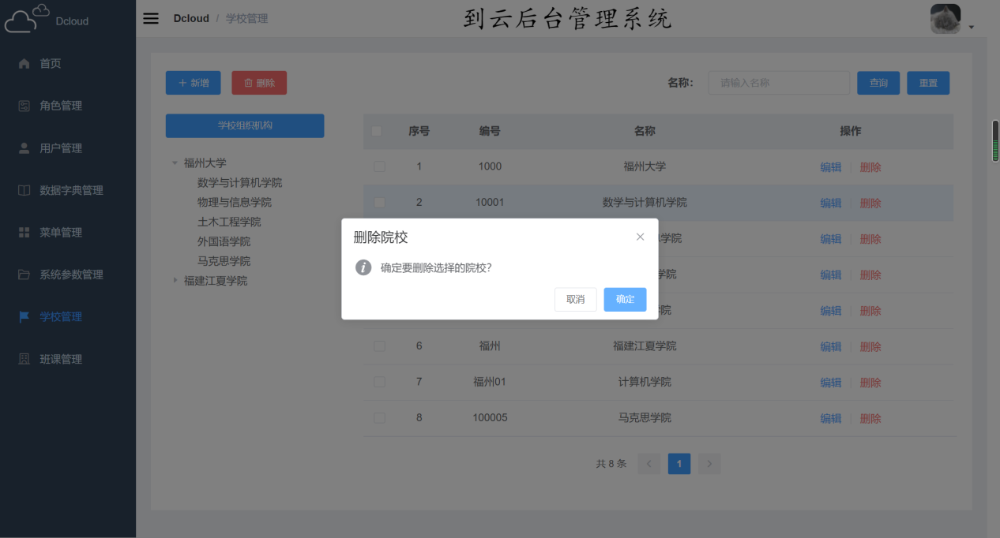 Dcloud
Dcloud / 学校管理
到云后台管理系统
首页
角色管理
用户管理
数据字典管理
菜单管理
系统参数管理
学校管理
班课管理
+ 新增
删除
名称：
请输入名称
查询
重置
学校组织机构
福州大学
数学与计算机学院
物理与信息学院
土木工程学院
外国语学院
马克思学院
福建江夏学院
序号 编号 名称 操作
1 1000 福州大学 编辑 删除
2 10001 数学与计算机学院 编辑 删除
学院 编辑 删除
学院 编辑 删除
院 编辑 删除
6 福州 福建江夏学院 编辑 删除
7 福州01 计算机学院 编辑 删除
8 100005 马克思学院 编辑 删除
共 8 条 < 1 >
删除院校
确定要删除选择的院校?
取消
确定